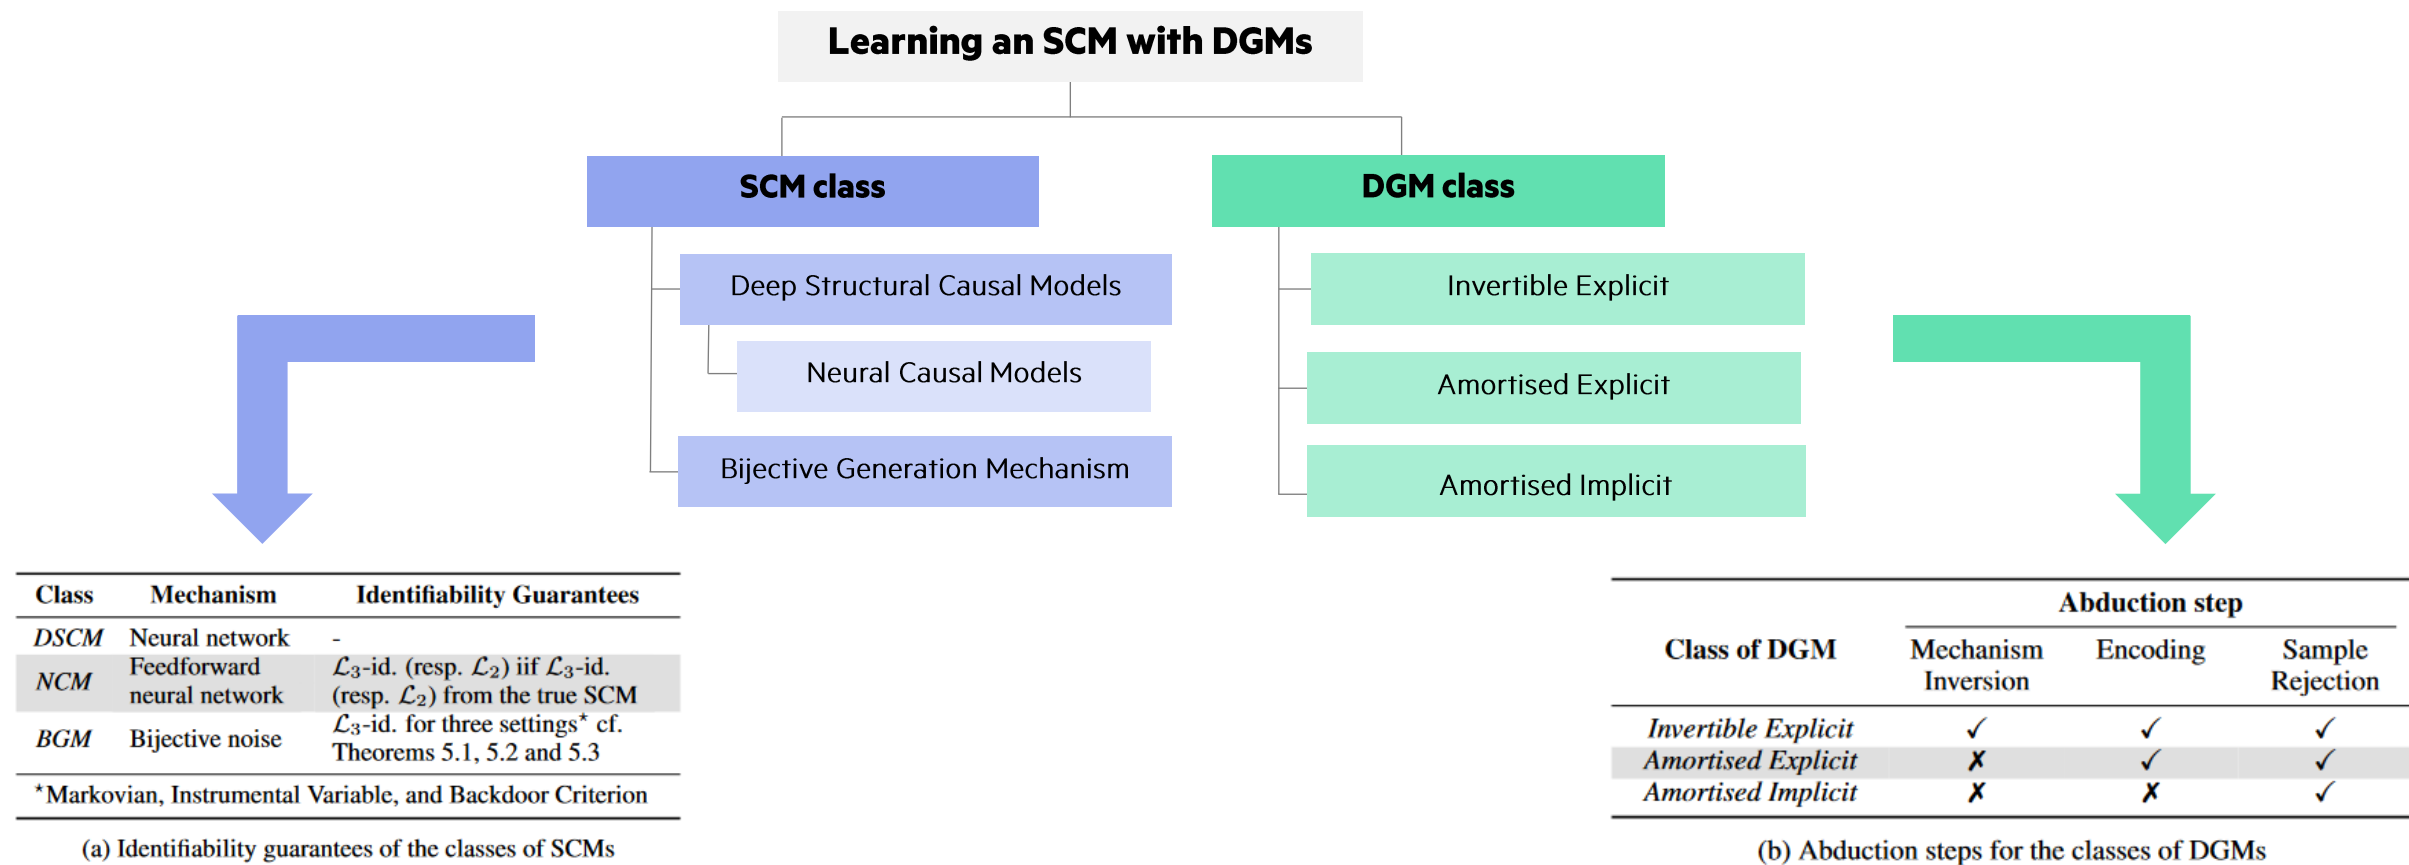 Learning an SCM with DGMs
SCM class
DGM class
Deep Structural Causal Models
Neural Causal Models
Bijective Generation Mechanism
Invertible Explicit
Amortised Explicit
Amortised Implicit
Class Mechanism Identifiability Guarantees
DSCM Neural network -
NCM Feedforward neural network ℒ₃-id. (resp. ℒ₂) iif ℒ₃-id. (resp. ℒ₂) from the true SCM
BGM Bijective noise ℒ₃-id. for three settings* cf. Theorems 5.1, 5.2 and 5.3
*Markovian, Instrumental Variable, and Backdoor Criterion
(a) Identifiability guarantees of the classes of SCMs
Abduction step
Class of DGM Mechanism Inversion Encoding Sample Rejection
Invertible Explicit ✓ ✓ ✓
Amortised Explicit ✗ ✓ ✓
Amortised Implicit ✗ ✗ ✓
(b) Abduction steps for the classes of DGMs